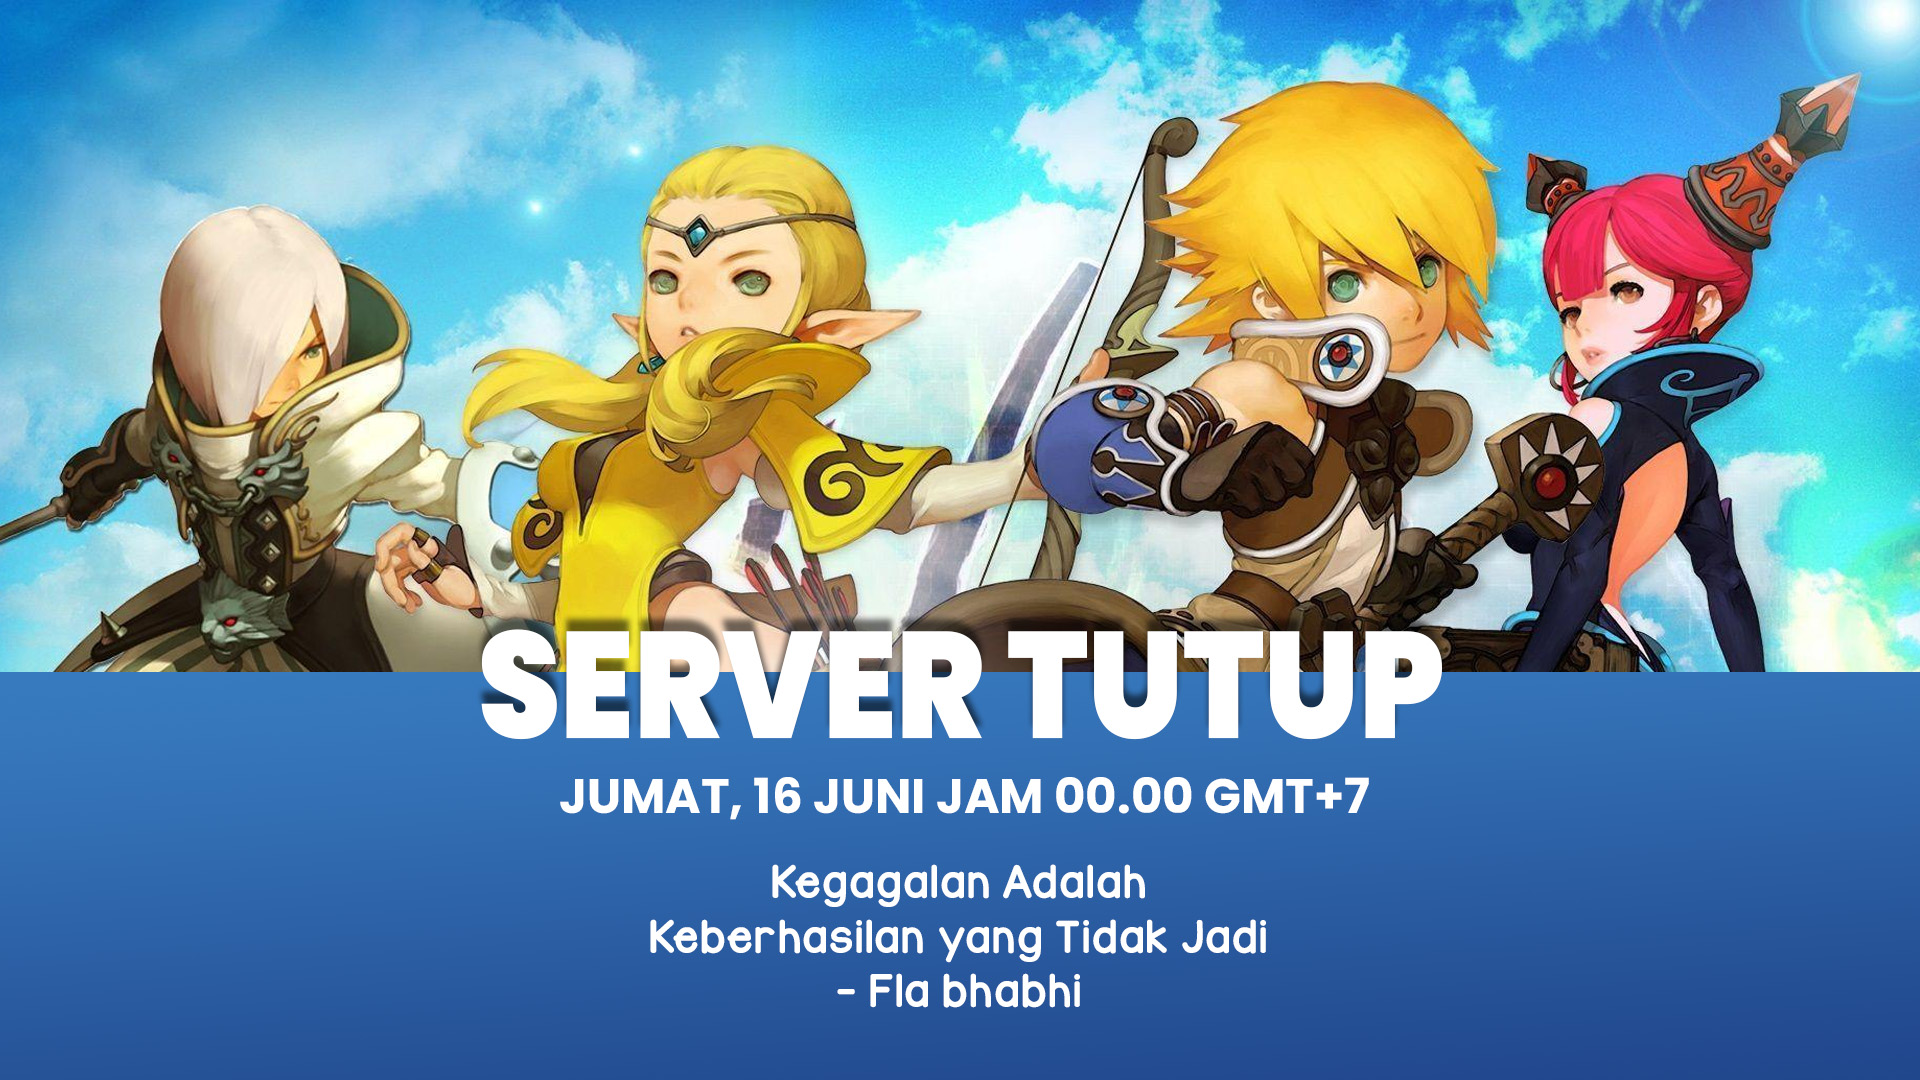 SERVER TUTUP
JUMAT, 16 JUNI JAM 00.00 GMT+7
Kegagalan Adalah
Keberhasilan yang Tidak Jadi
- Fla bhabhi